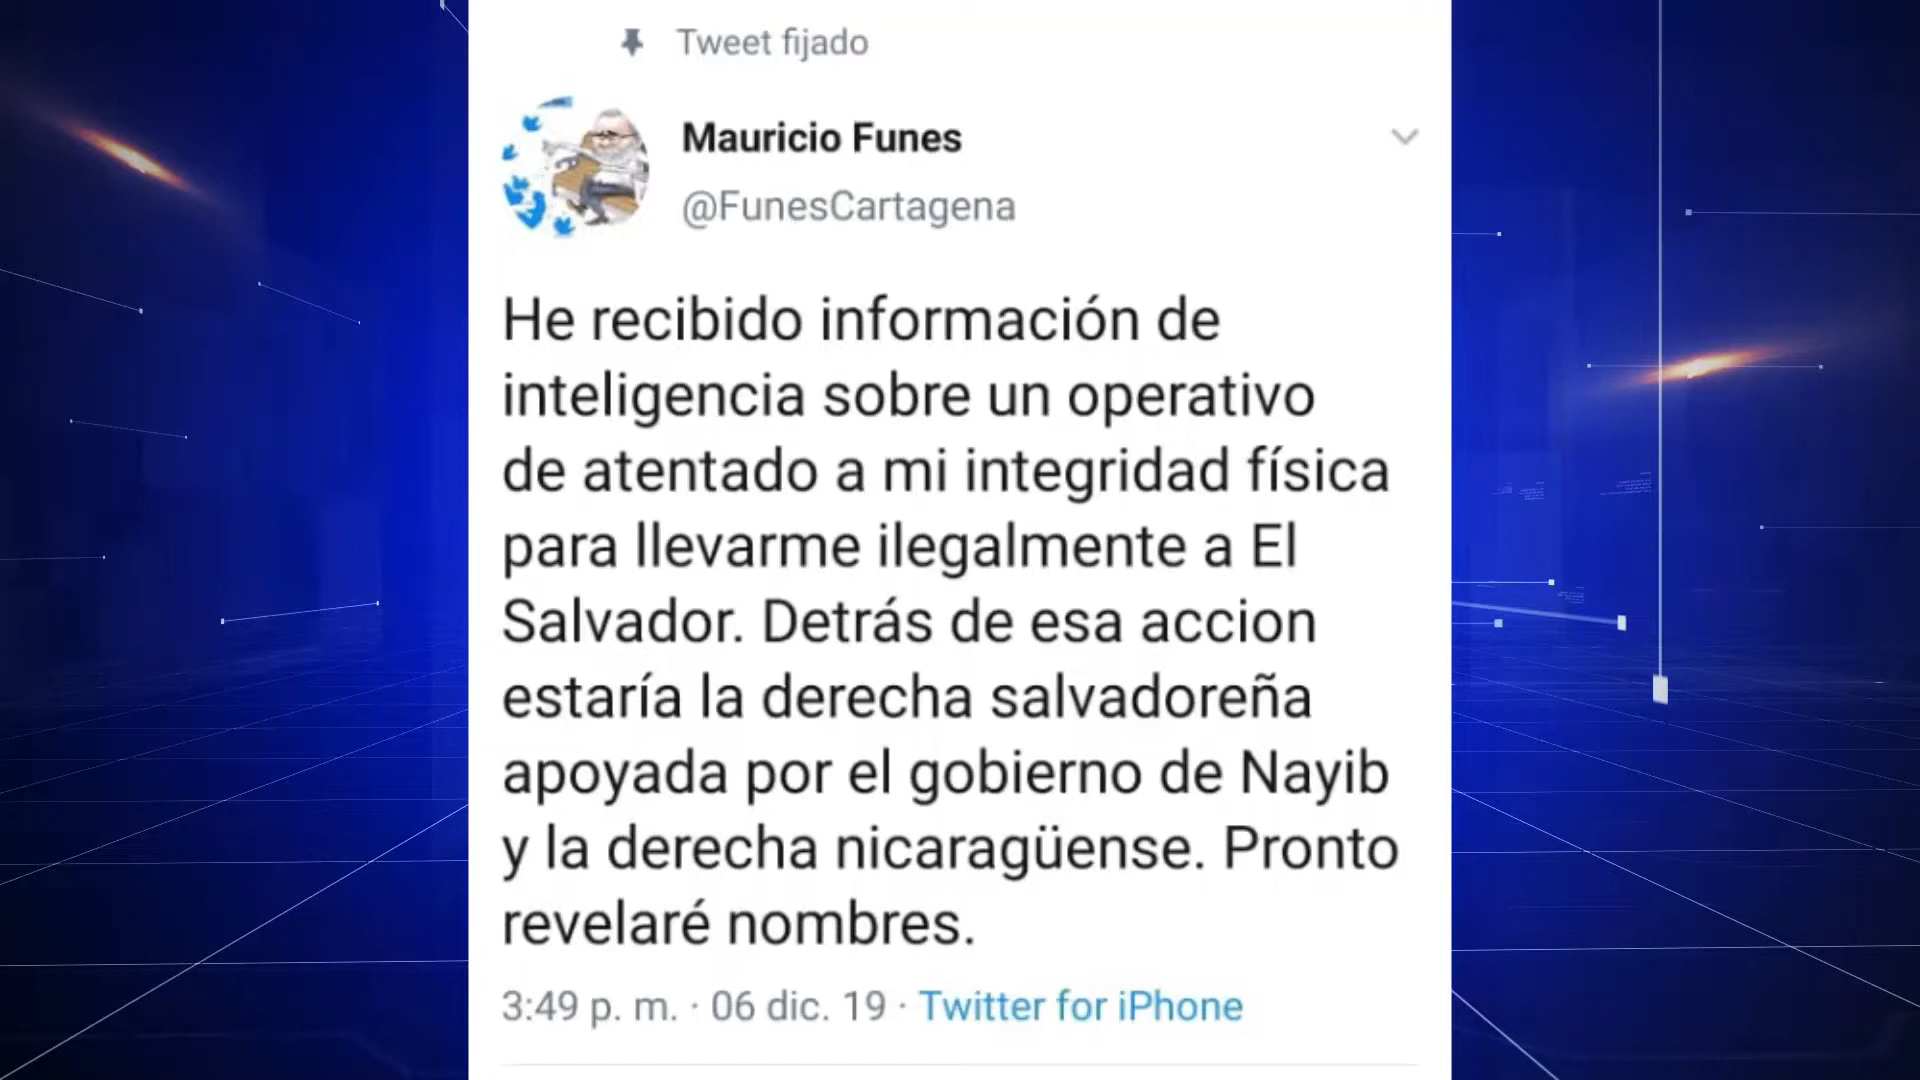 Tweet fijado
Mauricio Funes
@FunesCartagena
He recibido información de
inteligencia sobre un operativo
de atentado a mi integridad física
para llevarme ilegalmente a El
Salvador. Detrás de esa accion
estaría la derecha salvadoreña
apoyada por el gobierno de Nayib
y la derecha nicaragüense. Pronto
revelaré nombres.
3:49 p. m. · 06 dic. 19 · Twitter for iPhone